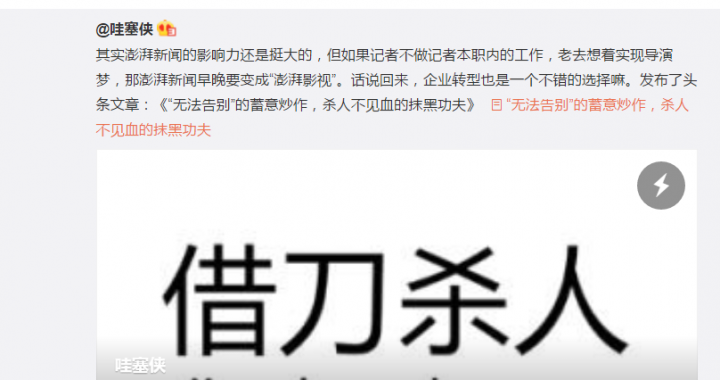 @哇塞侠
其实澎湃新闻的影响力还是挺大的，但如果记者不做记者本职内的工作，老去想着实现导演
梦，那澎湃新闻早晚要变成“澎湃影视”。话说回来，企业转型也是一个不错的选择嘛。发布了头
条文章：《“无法告别”的蓄意炒作，杀人不见血的抹黑功夫》 “无法告别”的蓄意炒作，杀人
不见血的抹黑功夫
借刀杀人
哇塞侠